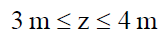 3 m ≤ z ≤ 4 m